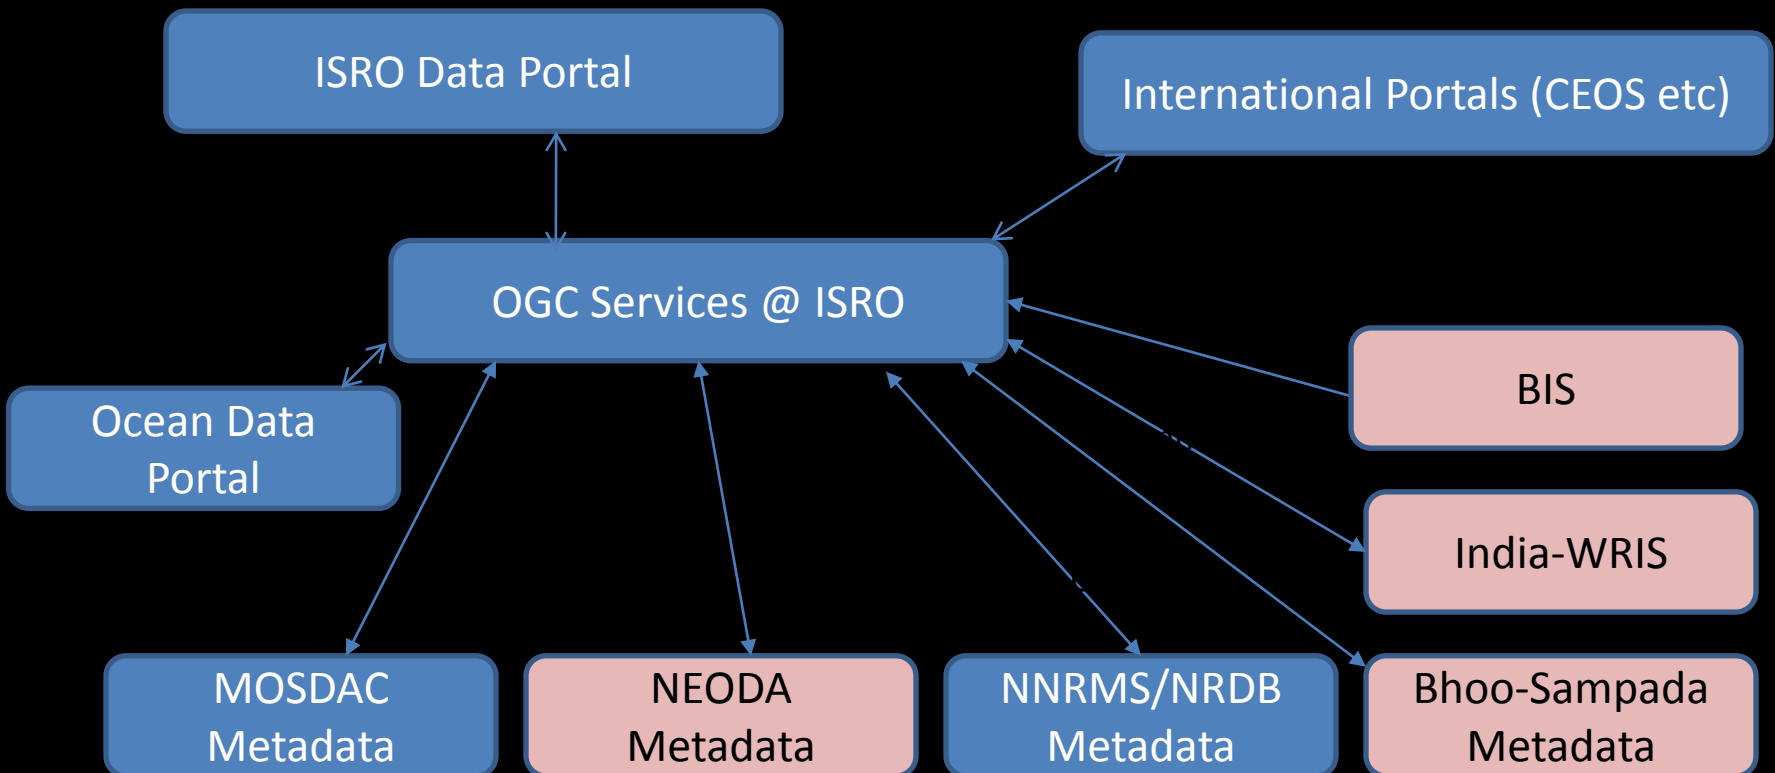 ISRO Data Portal
International Portals (CEOS etc)
OGC Services @ ISRO
Ocean Data
Portal
BIS
India-WRIS
MOSDAC
Metadata
NEODA
Metadata
NNRMS/NRDB
Metadata
Bhoo-Sampada
Metadata